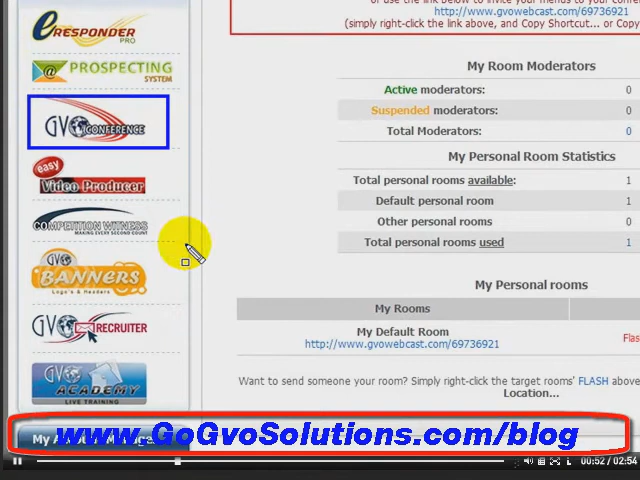 eRESPONDER
PRO
@PROSPECTING
SYSTEM
GVO CONFERENCE
easy
Video Producer
COMPETITION WITNESS
MAKING EVERY SECOND COUNT
GVO
BANNERS
Logo's & Headers
GVO RECRUITER
GVO
ACADEMY
LIVE TRAINING
or use the link below to invite your
http://www.gvowebcast.com/69736921
(simply right-click the link above, and Copy Shortcut... or Copy
My Room Moderators
Active moderators: 0
Suspended moderators: 0
Total Moderators: 0
My Personal Room Statistics
Total personal rooms available: 1
Default personal room 1
Other personal rooms 0
Total personal rooms used 1
My Personal rooms
My Rooms
My Default Room
http://www.gvowebcast.com/69736921
Want to send someone your room? Simply right-click the target rooms' FLASH above
Location...
My A
www.GoGvoSolutions.com/blog
00:52 / 02:54